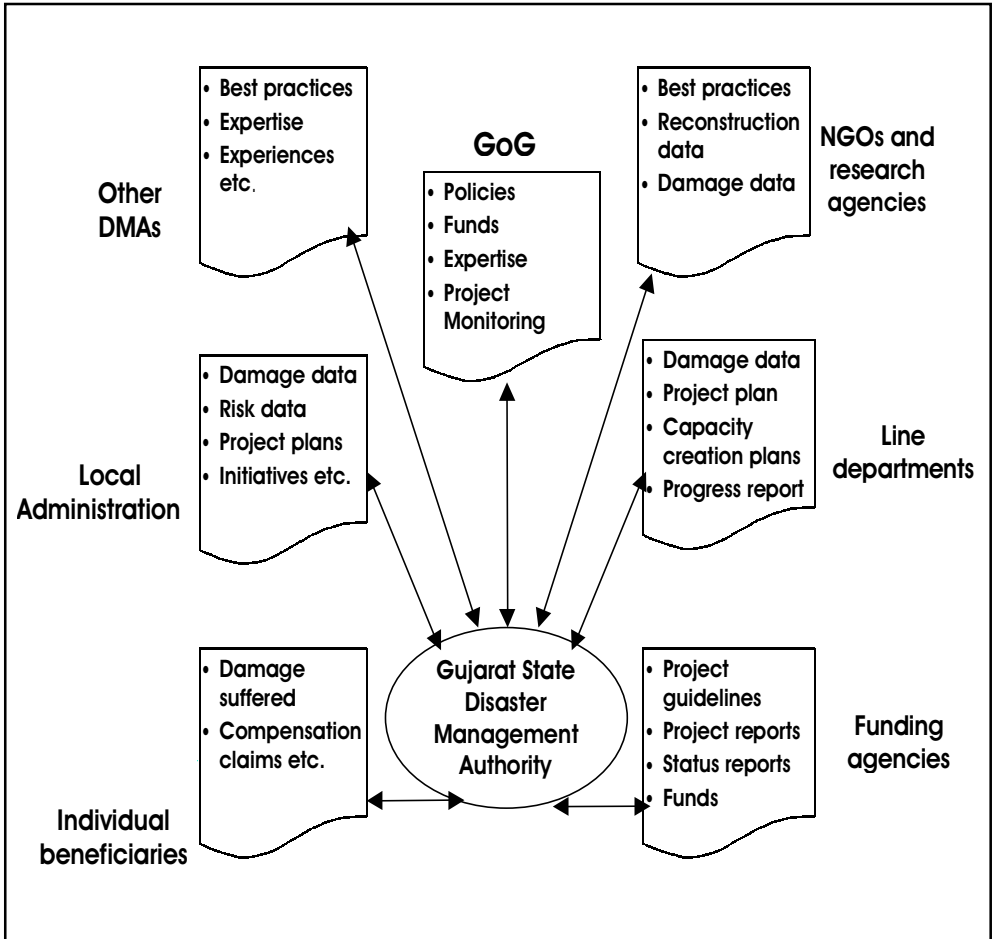 Other
DMAs
• Best practices
• Expertise
• Experiences
etc.
GoG
• Policies
• Funds
• Expertise
• Project
Monitoring
• Best practices
• Reconstruction
data
• Damage data
NGOs and
research
agencies
Local
Administration
• Damage data
• Risk data
• Project plans
• Initiatives etc.
• Damage data
• Project plan
• Capacity
creation plans
• Progress report
Line
departments
Individual
beneficiaries
• Damage
suffered
• Compensation
claims etc.
Gujarat State
Disaster
Management
Authority
• Project
guidelines
• Project reports
• Status reports
• Funds
Funding
agencies